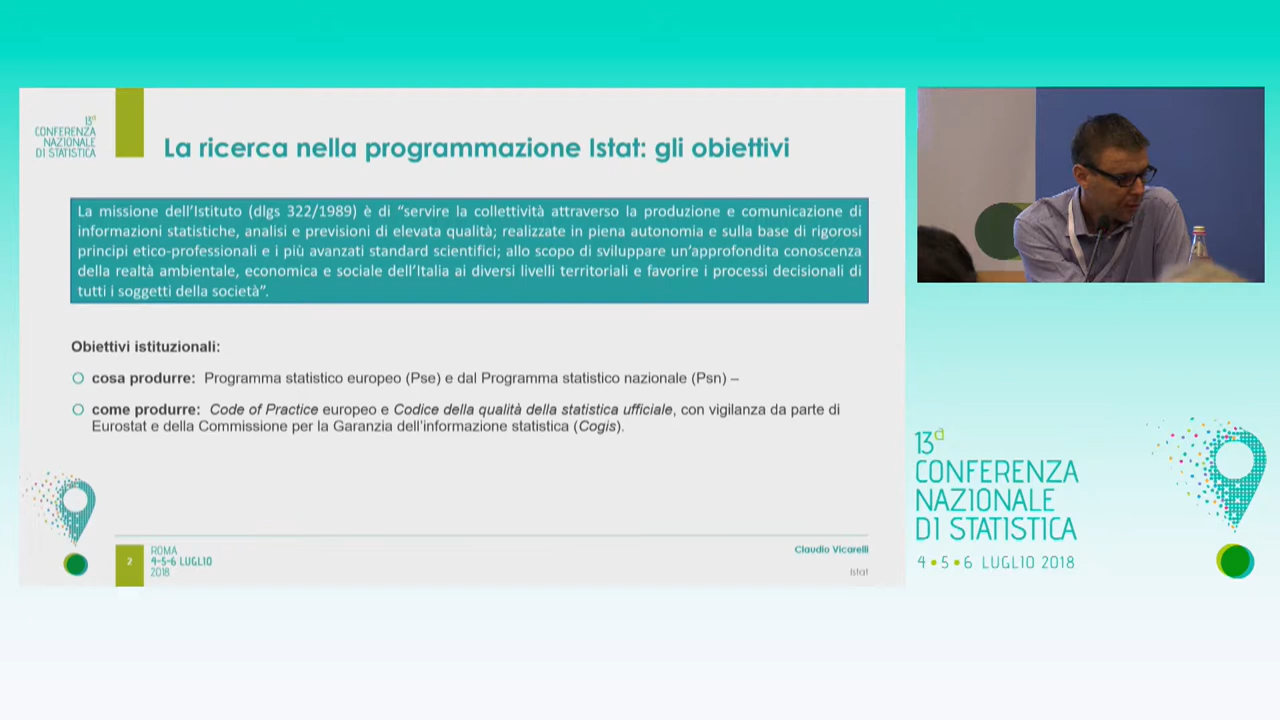 13ª
CONFERENZA
NAZIONALE
DI STATISTICA
La ricerca nella programmazione Istat: gli obiettivi
La missione dell'Istituto (dlgs 322/1989) è di “servire la collettività attraverso la produzione e comunicazione di
informazioni statistiche, analisi e previsioni di elevata qualità; realizzate in piena autonomia e sulla base di rigorosi
principi etico-professionali e i più avanzati standard scientifici; allo scopo di sviluppare un'approfondita conoscenza
della realtà ambientale, economica e sociale dell'Italia ai diversi livelli territoriali e favorire i processi decisionali di
tutti i soggetti della società”.
Obiettivi istituzionali:
cosa produrre: Programma statistico europeo (Pse) e dal Programma statistico nazionale (Psn) –
come produrre: Code of Practice europeo e Codice della qualità della statistica ufficiale, con vigilanza da parte di
Eurostat e della Commissione per la Garanzia dell'informazione statistica (Cogis).
2
ROMA
4-5-6 LUGLIO
2018
Claudio Vicarelli
Istat
13ª
CONFERENZA
NAZIONALE
DI STATISTICA
4 • 5 • 6 LUGLIO 2018